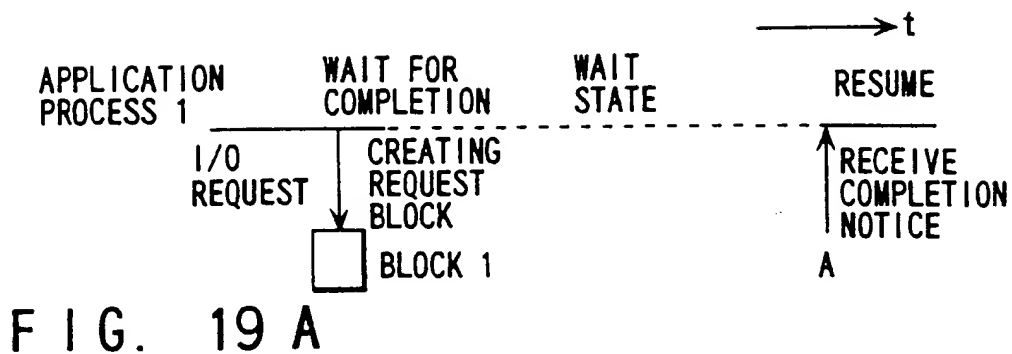 t
APPLICATION
PROCESS 1
WAIT FOR
COMPLETION
WAIT
STATE
RESUME
I/O
REQUEST
CREATING
REQUEST
BLOCK
BLOCK 1
RECEIVE
COMPLETION
NOTICE
A
FIG. 19 A